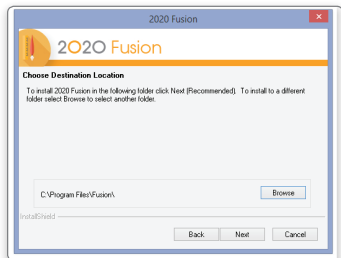 2020 Fusion
2020 Fusion
Choose Destination Location
To install 2020 Fusion in the following folder click Next (Recommended). To install to a different
folder select Browse to select another folder.
C:\Program Files\Fusion\
Browse
InstallShield
Back
Next
Cancel